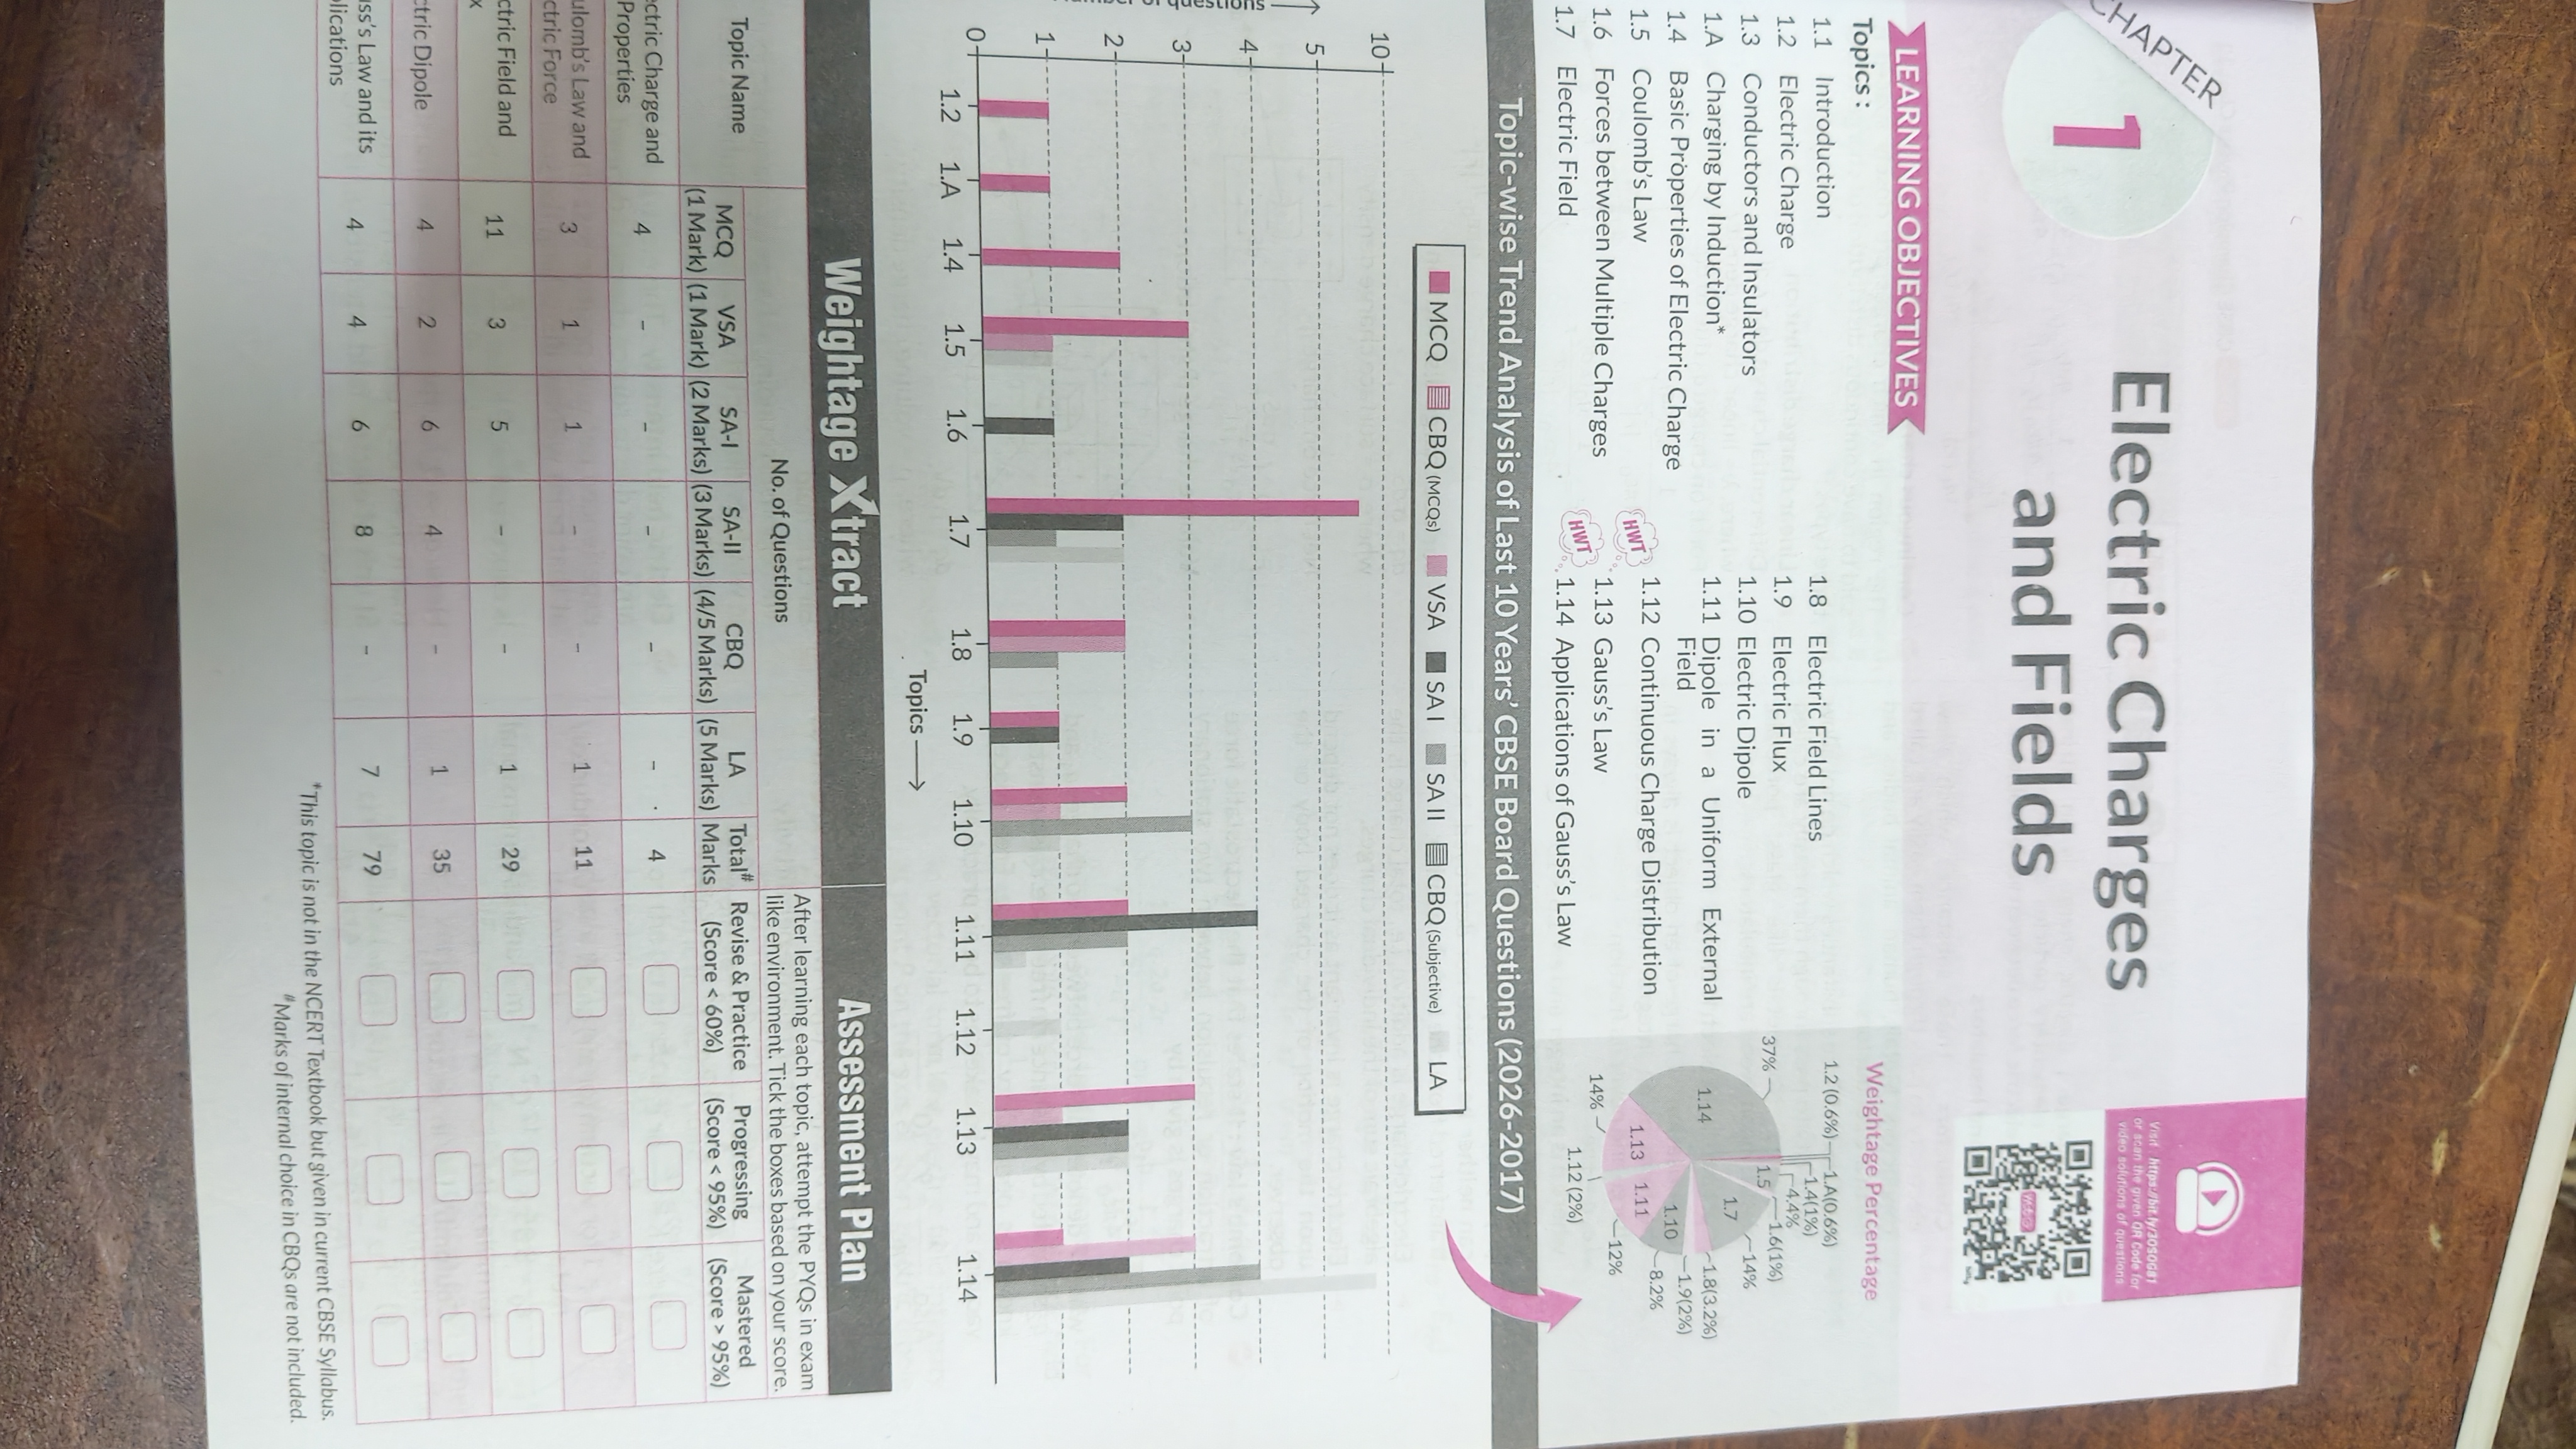 CHAPTER
1
Electric Charges
and Fields
Visit https://bit.ly/3OSOG81
or scan the given QR Code for
video solutions of questions
LEARNING OBJECTIVES
Topics :
1.1 Introduction
1.2 Electric Charge
1.3 Conductors and Insulators
1.A Charging by Induction*
1.4 Basic Properties of Electric Charge
1.5 Coulomb's Law
1.6 Forces between Multiple Charges
1.7 Electric Field
1.8 Electric Field Lines
1.9 Electric Flux
1.10 Electric Dipole
1.11 Dipole in a Uniform External
Field
HWT 1.12 Continuous Charge Distribution
1.13 Gauss's Law
HWT 1.14 Applications of Gauss's Law
Weightage Percentage
1.2 (0.6%)
1.A(0.6%)
1.4(1%)
4.4%
1.6(1%)
14%
1.8(3.2%)
1.9(2%)
8.2%
12%
1.12 (2%)
14%
37%
1.14
1.5
1.7
1.10
1.11
1.13
Topic-wise Trend Analysis of Last 10 Years' CBSE Board Questions (2026-2017)
MCQ CBQ (MCQs) VSA SA I SA II CBQ (Subjective) LA
questions
10
5
4
3
2
1
0
1.2 1.A 1.4 1.5 1.6 1.7 1.8 1.9 1.10 1.11 1.12 1.13 1.14
Topics
Weightage Xtract Assessment Plan
Topic Name No. of Questions After learning each topic, attempt the PYQs in exam
like environment. Tick the boxes based on your score.
MCQ VSA SA-I SA-II CBQ LA Total# Revise & Practice Progressing Mastered
(1 Mark) (1 Mark) (2 Marks) (3 Marks) (4/5 Marks) (5 Marks) Marks (Score < 60%) (Score < 95%) (Score > 95%)
ctric Charge and 4 - - - - - 4
Properties
ulomb's Law and 3 1 1 - - 1 11
ctric Force
ctric Field and 11 3 5 - - 1 29
x
ctric Dipole 4 2 6 4 - 1 35
ss's Law and its 4 4 6 8 - 7 79
lications
*This topic is not in the NCERT Textbook but given in current CBSE Syllabus.
#Marks of internal choice in CBQs are not included.